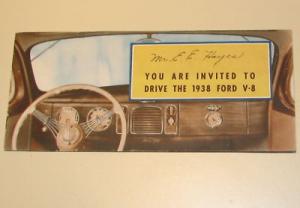 Mr. E E Hayes
YOU ARE INVITED TO
DRIVE THE 1938 FORD V-8